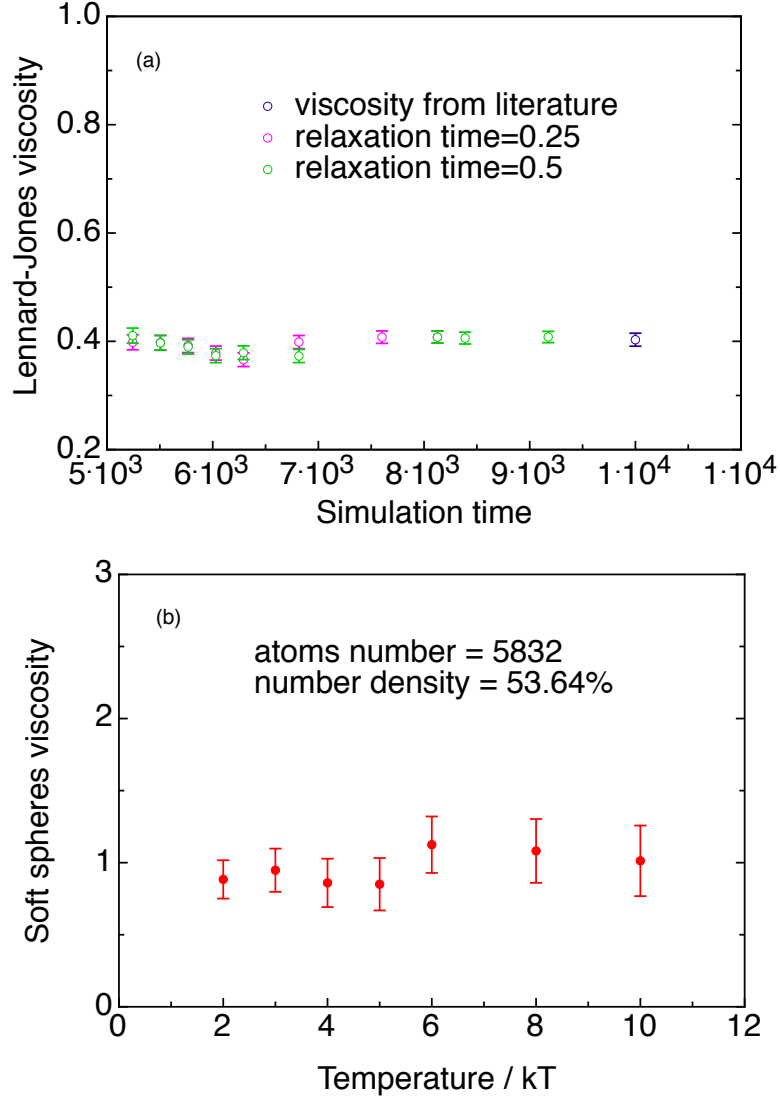 (a)
viscosity from literature
relaxation time=0.25
relaxation time=0.5
Lennard-Jones viscosity
1.0
0.8
0.6
0.4
0.2
5·10³ 6·10³ 7·10³ 8·10³ 9·10³ 1·10⁴ 1·10⁴
Simulation time
(b)
atoms number = 5832
number density = 53.64%
Soft spheres viscosity
3
2
1
0
0 2 4 6 8 10 12
Temperature / kT